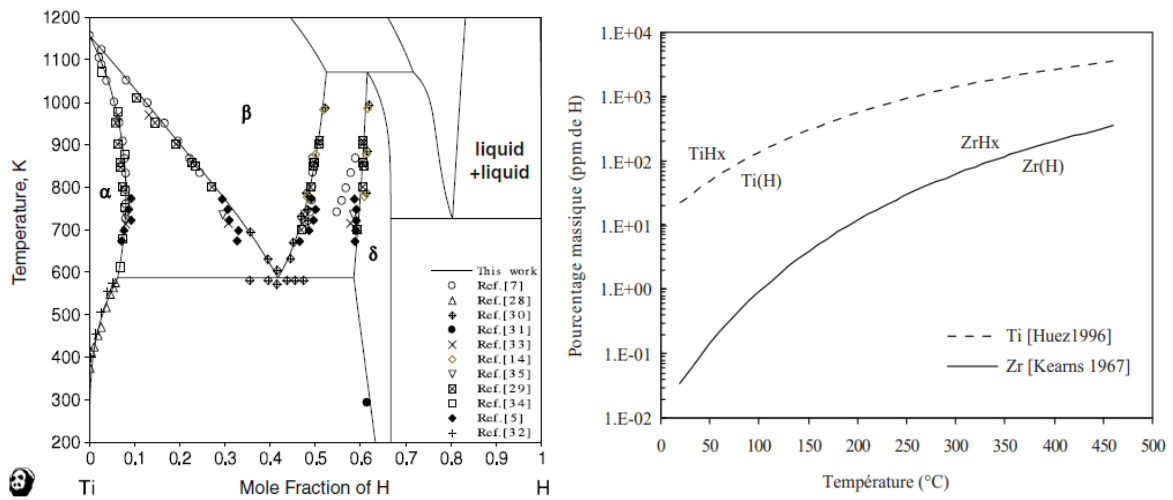 1200
1100
1000
900
800
700
600
500
400
300
200
Temperature, K
α
β
δ
liquid
+liquid
This work
Ref.[7]
Ref.[28]
Ref.[30]
Ref.[31]
Ref.[33]
Ref.[14]
Ref.[35]
Ref.[29]
Ref.[34]
Ref.[5]
Ref.[32]
0 0.1 0.2 0.3 0.4 0.5 0.6 0.7 0.8 0.9 1
Ti Mole Fraction of H H
1.E+04
1.E+03
1.E+02
1.E+01
1.E+00
1.E-01
1.E-02
Pourcentage massique (ppm de H)
TiHx
Ti(H)
ZrHx
Zr(H)
Ti [Huez1996]
Zr [Kearns 1967]
0 50 100 150 200 250 300 350 400 450 500
Température (°C)